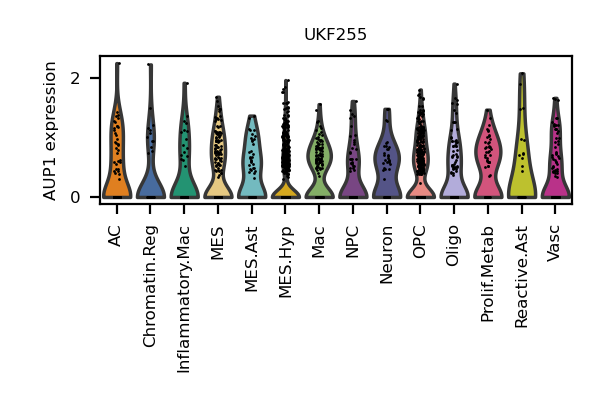 UKF255
AUP1 expression
2
0
AC
Chromatin.Reg
Inflammatory.Mac
MES
MES.Ast
MES.Hyp
Mac
NPC
Neuron
OPC
Oligo
Prolif.Metab
Reactive.Ast
Vasc